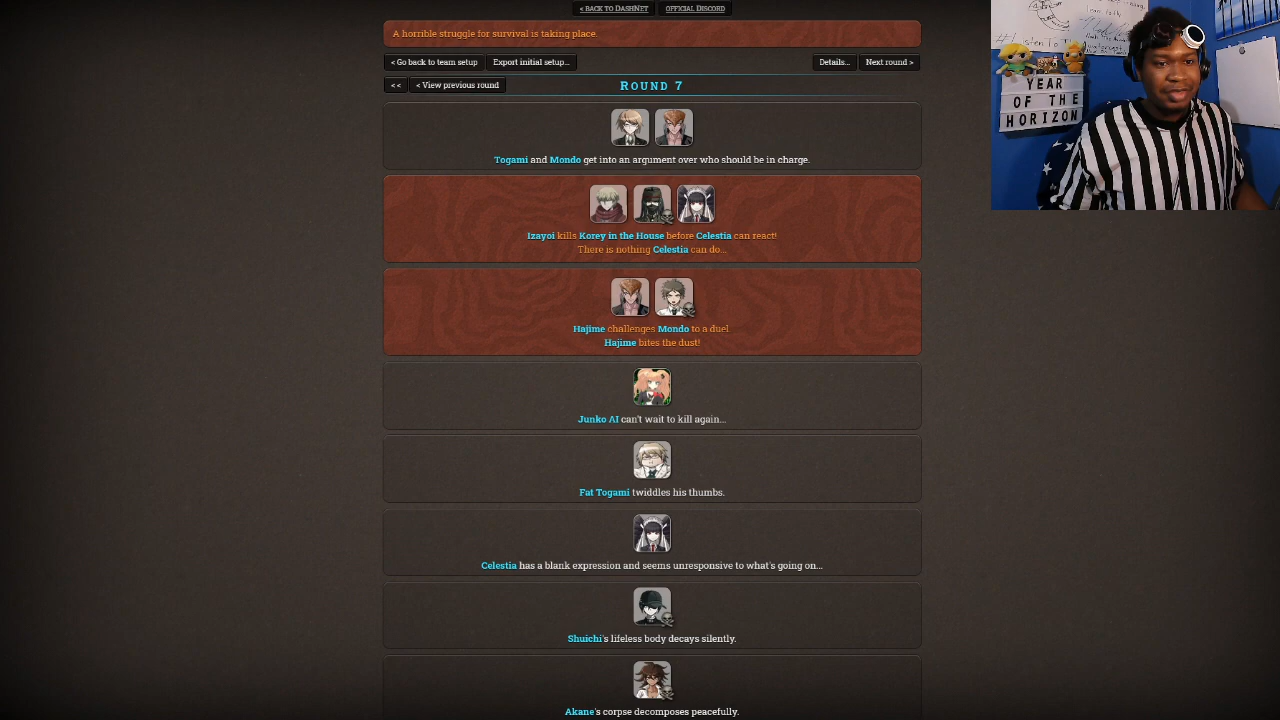 < BACK TO DASHNET
OFFICIAL DISCORD
A horrible struggle for survival is taking place.
< Go back to team setup
Export initial setup...
Details...
Next round >
<<
< View previous round
ROUND 7
Togami and Mondo get into an argument over who should be in charge.
Izayoi kills Korey in the House before Celestia can react!
There is nothing Celestia can do...
Hajime challenges Mondo to a duel
Hajime bites the dust!
Junko AI can't wait to kill again...
Fat Togami twiddles his thumbs.
Celestia has a blank expression and seems unresponsive to what's going on...
Shuichi's lifeless body decays silently.
Akane's corpse decomposes peacefully.
YEAR
OF THE
HORIZON